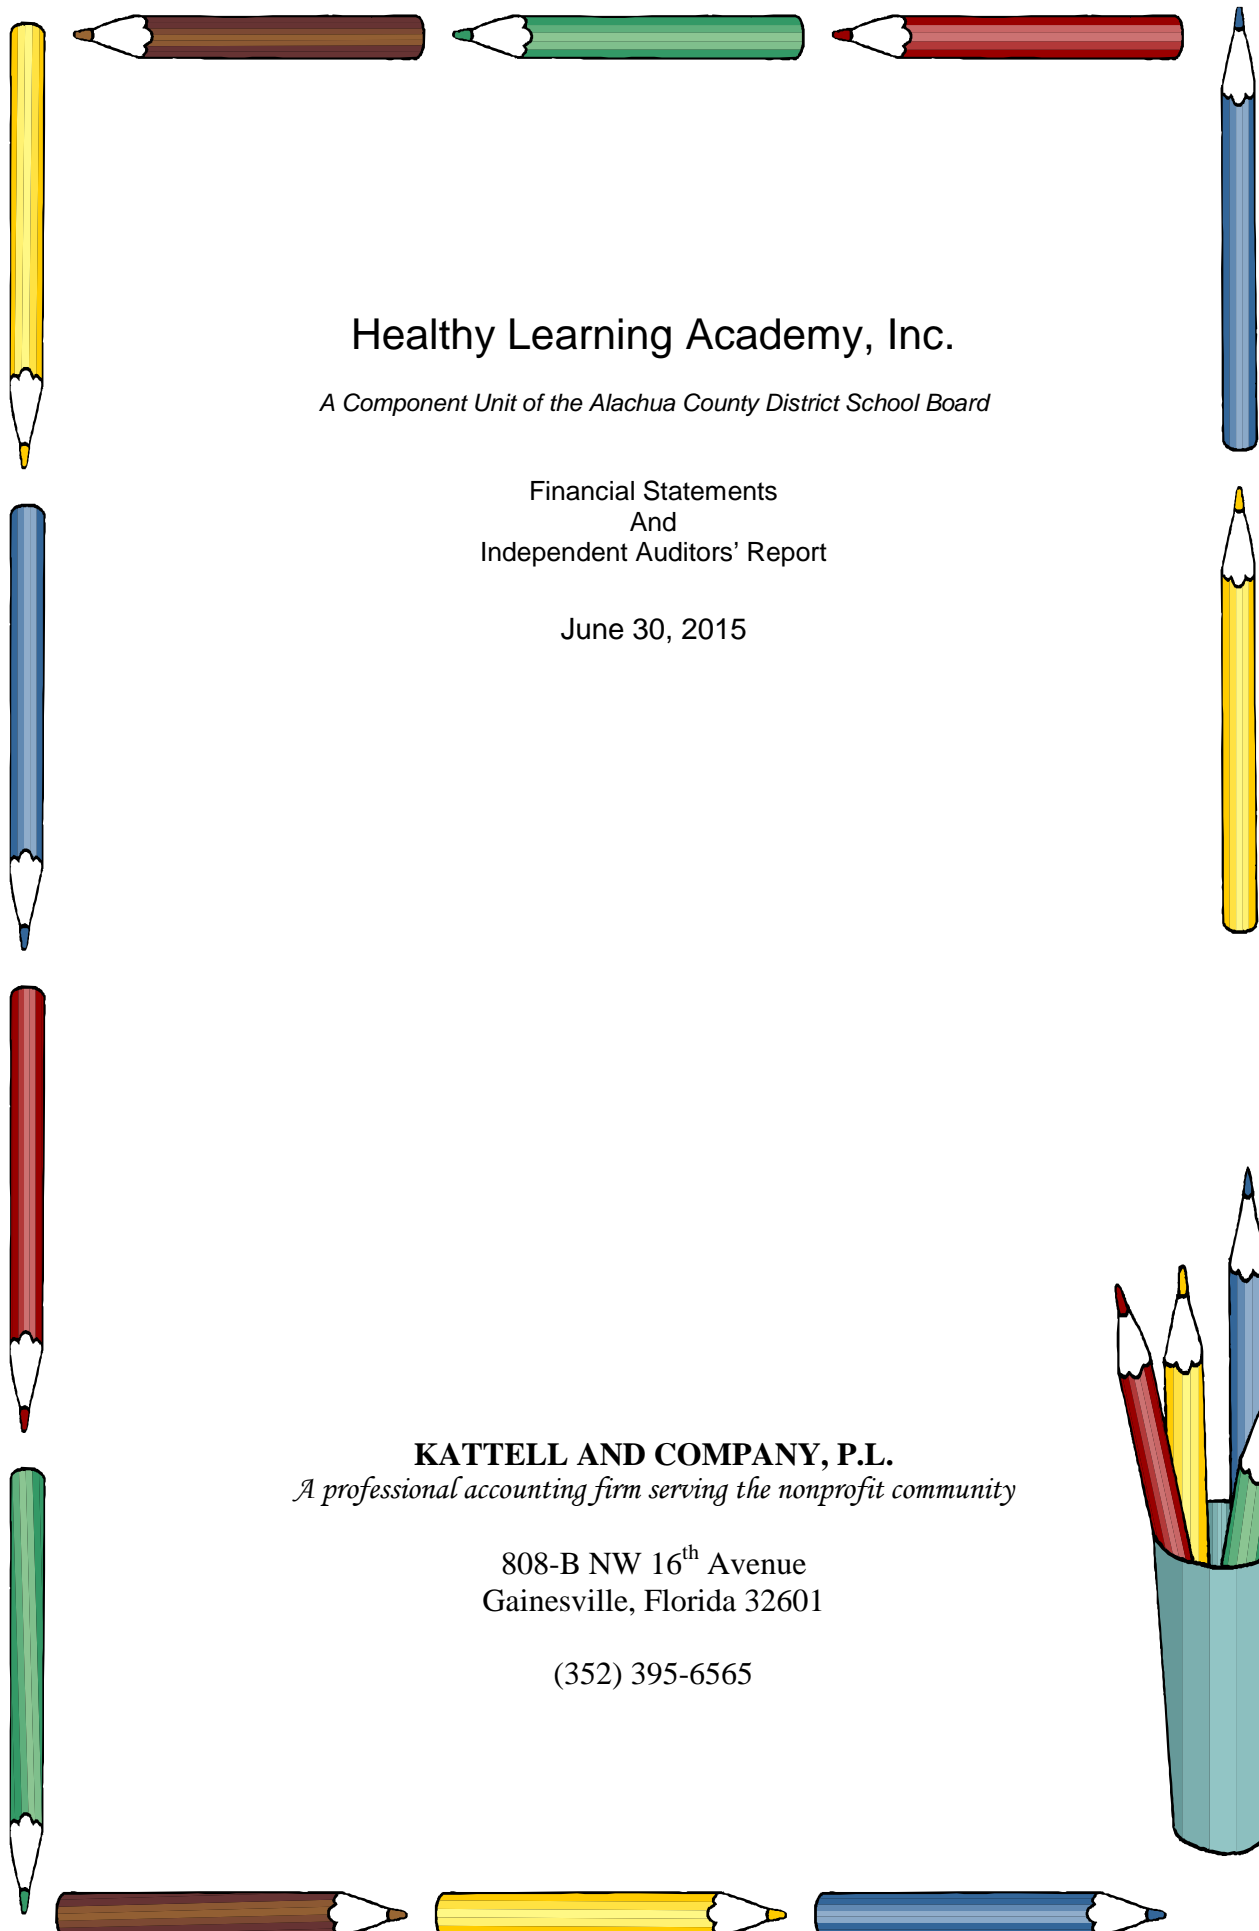 Healthy Learning Academy, Inc.
A Component Unit of the Alachua County District School Board
Financial Statements
And
Independent Auditors’ Report
June 30, 2015
KATTELL AND COMPANY, P.L.
A professional accounting firm serving the nonprofit community
808-B NW 16th Avenue
Gainesville, Florida 32601
(352) 395-6565